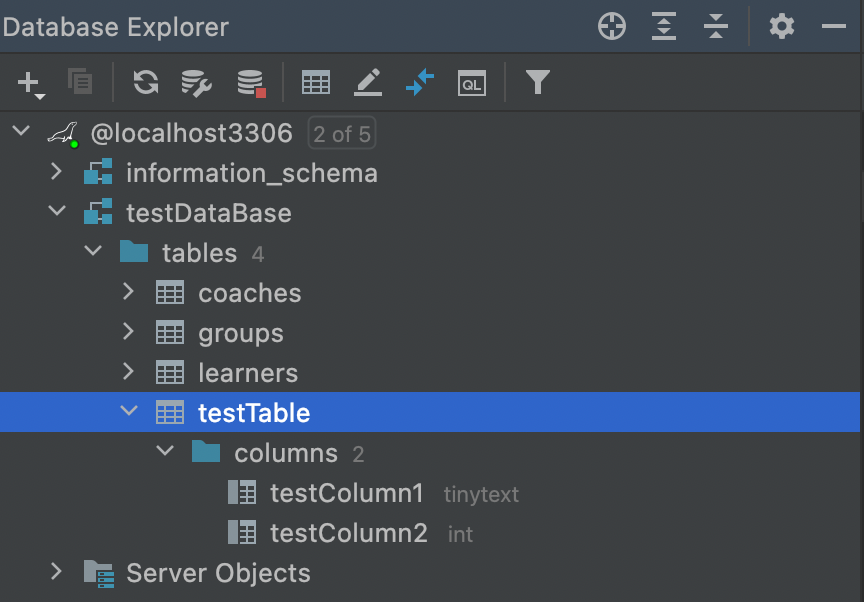 Database Explorer
QL
@localhost3306 2 of 5
information_schema
testDataBase
tables 4
coaches
groups
learners
testTable
columns 2
testColumn1 tinytext
testColumn2 int
Server Objects